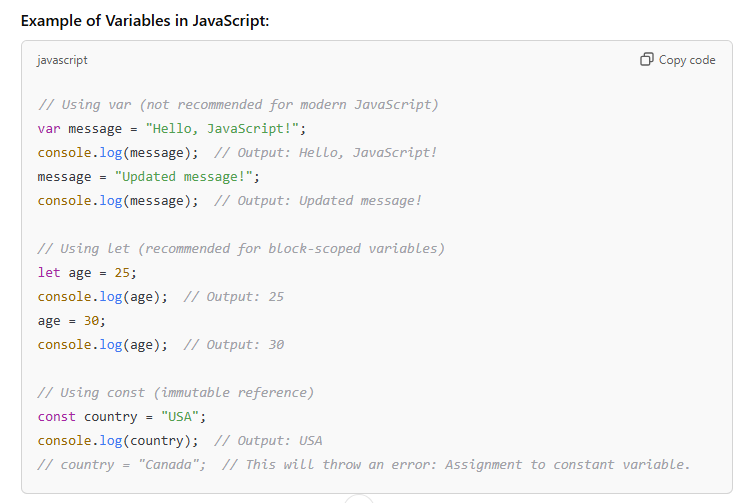 Example of Variables in JavaScript:
javascript
Copy code
// Using var (not recommended for modern JavaScript)
var message = "Hello, JavaScript!";
console.log(message);  // Output: Hello, JavaScript!
message = "Updated message!";
console.log(message);  // Output: Updated message!
// Using let (recommended for block-scoped variables)
let age = 25;
console.log(age);  // Output: 25
age = 30;
console.log(age);  // Output: 30
// Using const (immutable reference)
const country = "USA";
console.log(country);  // Output: USA
// country = "Canada";  // This will throw an error: Assignment to constant variable.